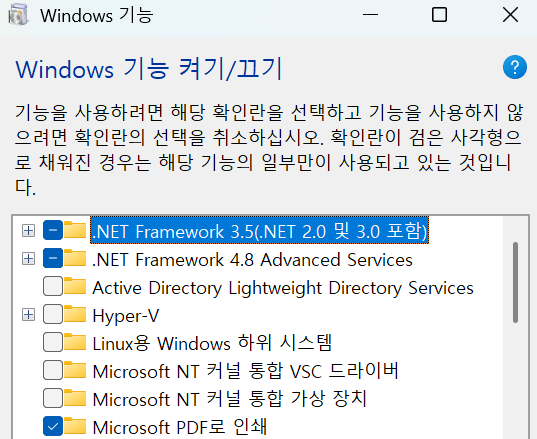 Windows 기능
Windows 기능 켜기/끄기
기능을 사용하려면 해당 확인란을 선택하고 기능을 사용하지 않
으려면 확인란의 선택을 취소하십시오. 확인란이 검은 사각형으
로 채워진 경우는 해당 기능의 일부만이 사용되고 있는 것입니
다.
.NET Framework 3.5(.NET 2.0 및 3.0 포함)
.NET Framework 4.8 Advanced Services
Active Directory Lightweight Directory Services
Hyper-V
Linux용 Windows 하위 시스템
Microsoft NT 커널 통합 VSC 드라이버
Microsoft NT 커널 통합 가상 장치
Microsoft PDF로 인쇄